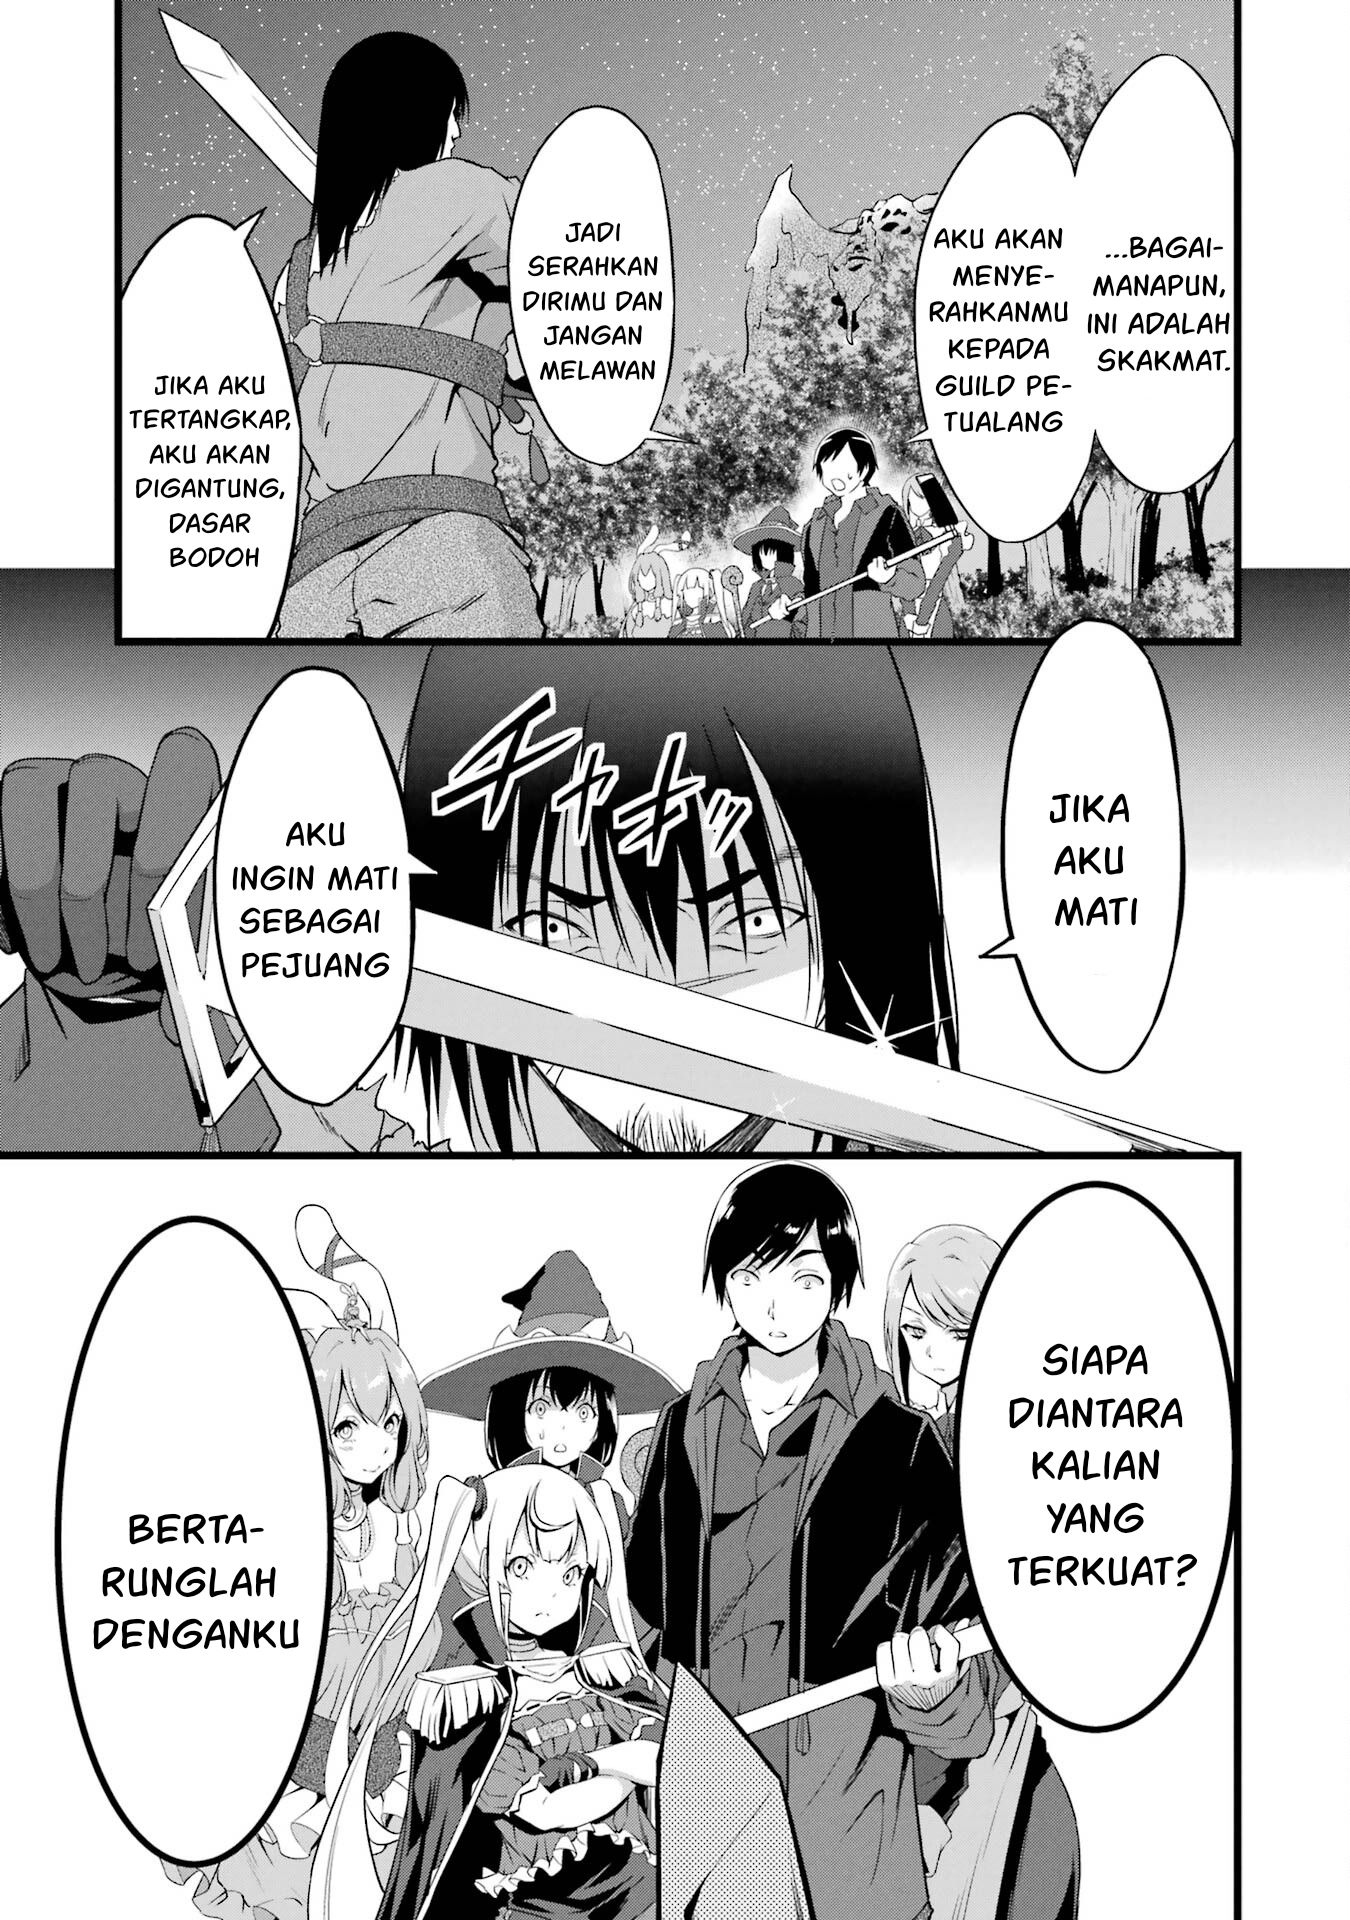 ...BAGAI-
MANAPUN,
INI ADALAH
SKAKMAT.
AKU AKAN
MENYE-
RAHKANMU
KEPADA
GUILD PE-
TUALANG
JADI
SERAHKAN
DIRIMU DAN
JANGAN
MELAWAN
JIKA AKU
TERTANGKAP,
AKU AKAN
DIGANTUNG,
DASAR
BODOH
JIKA
AKU
MATI
チャキッ
AKU
INGIN MATI
SEBAGAI
PEJUANG
SIAPA
DIANTARA
KALIAN
YANG
TERKUAT?
BERTA-
RUNGLAH
DENGANKU